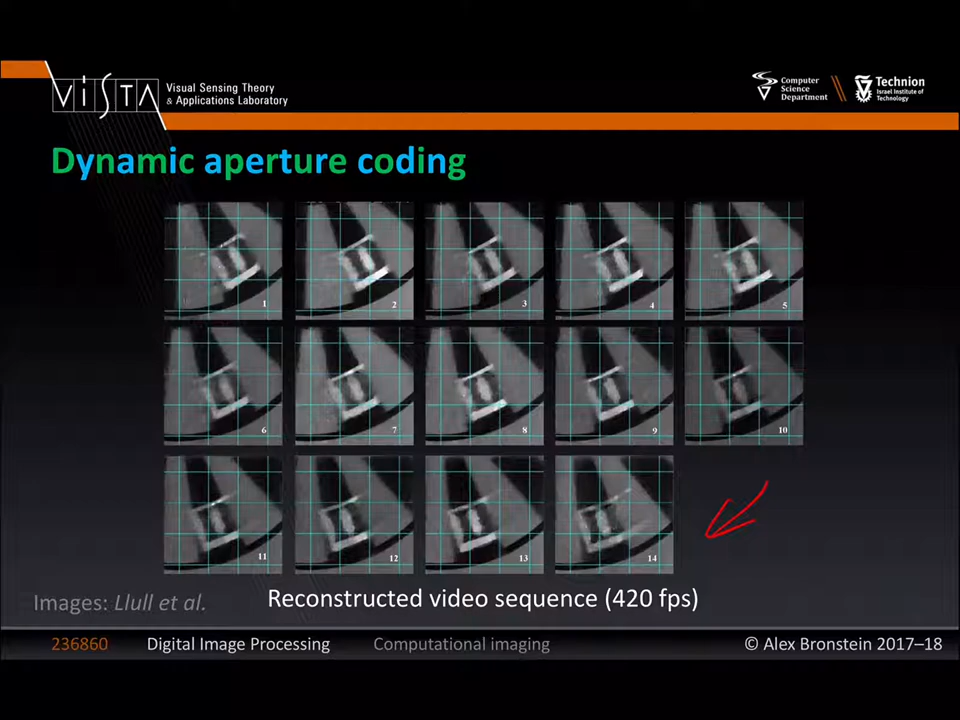 VISTA
Visual Sensing Theory
& Applications Laboratory
Computer
Science
Department
Technion
Israel Institute of
Technology
Dynamic aperture coding
1
2
3
4
5
6
7
8
9
10
11
12
13
14
Images: Llull et al.
Reconstructed video sequence (420 fps)
236860
Digital Image Processing
Computational imaging
© Alex Bronstein 2017–18